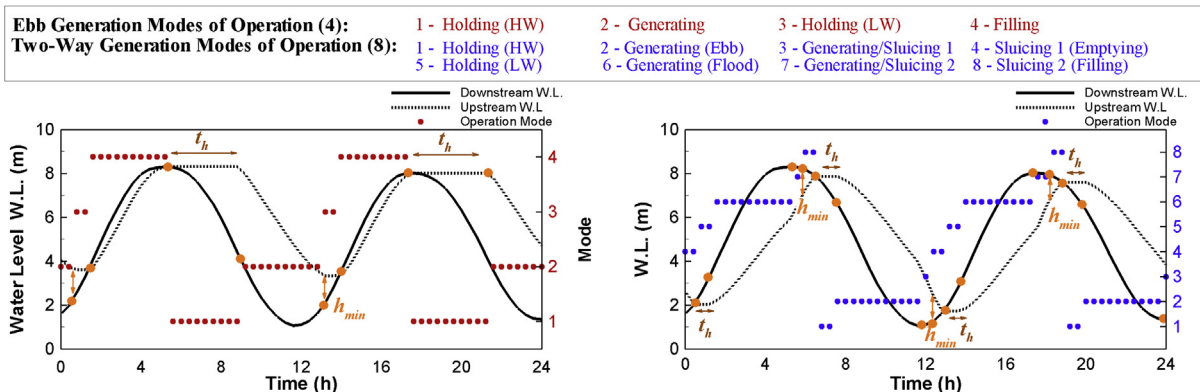 Ebb Generation Modes of Operation (4): 1 - Holding (HW) 2 - Generating 3 - Holding (LW) 4 - Filling
Two-Way Generation Modes of Operation (8): 1 - Holding (HW) 2 - Generating (Ebb) 3 - Generating/Sluicing 1 4 - Sluicing 1 (Emptying)
5 - Holding (LW) 6 - Generating (Flood) 7 - Generating/Sluicing 2 8 - Sluicing 2 (Filling)
Downstream W.L.
Upstream W.L
Operation Mode
Water Level W.L. (m)
10
8
6
4
2
0
t_h
t_h
h_min
4
3
2
1
Mode
0 4 8 12 16 20 24
Time (h)
Downstream W.L.
Upstream W.L
Operation Mode
W.L. (m)
10
8
6
4
2
0
t_h
t_h
h_min
h_min
t_h
h_min
t_h
8
7
6
5
4
3
2
1
0 4 8 12 16 20 24
Time (h)